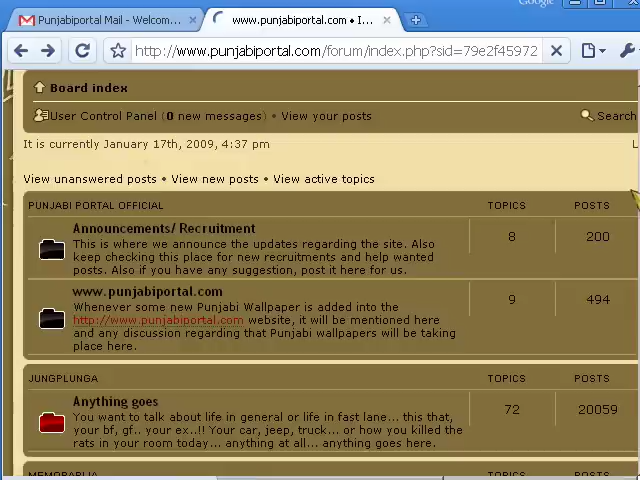 Google
Punjabiportal Mail - Welcom...
www.punjabiportal.com • I...
http://www.punjabiportal.com/forum/index.php?sid=79e2f45972
Board index
User Control Panel (0 new messages) • View your posts
Search
It is currently January 17th, 2009, 4:37 pm
L
View unanswered posts • View new posts • View active topics
PUNJABI PORTAL OFFICIAL TOPICS POSTS
Announcements/ Recruitment
This is where we announce the updates regarding the site. Also
keep checking this place for new recruitments and help wanted
posts. Also if you have any suggestion, post it here for us.
8 200
www.punjabiportal.com
Whenever some new Punjabi Wallpaper is added into the
http://www.punjabiportal.com website, it will be mentioned here
and any discussion regarding that Punjabi wallpapers will be taking
place here.
9 494
JUNGPLUNGA TOPICS POSTS
Anything goes
You want to talk about life in general or life in fast lane... this that,
your bf, gf.. your ex..!! Your car, jeep, truck... or how you killed the
rats in your room today... anything at all... anything goes here.
72 20059
MEMORABLIA TOPICS POSTS